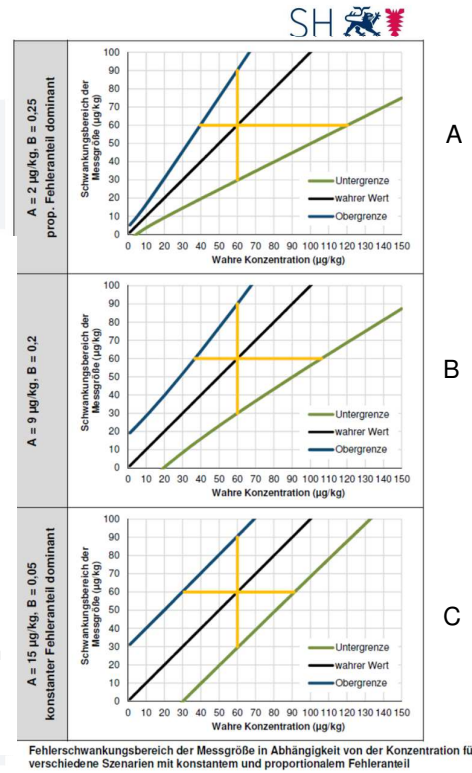 SH
A = 2 µg/kg, B = 0,25
prop. Fehleranteil dominant
Schwankungsbereich der
Messgröße (µg/kg)
100
90
80
70
60
50
40
30
20
10
0
0 10 20 30 40 50 60 70 80 90 100 110 120 130 140 150
Wahre Konzentration (µg/kg)
Untergrenze
wahrer Wert
Obergrenze
A
A = 9 µg/kg, B = 0,2
Schwankungsbereich der
Messgröße (µg/kg)
100
90
80
70
60
50
40
30
20
10
0
0 10 20 30 40 50 60 70 80 90 100 110 120 130 140 150
Wahre Konzentration (µg/kg)
Untergrenze
wahrer Wert
Obergrenze
B
A = 15 µg/kg, B = 0,05
konstanter Fehleranteil dominant
Schwankungsbereich der
Messgröße (µg/kg)
100
90
80
70
60
50
40
30
20
10
0
0 10 20 30 40 50 60 70 80 90 100 110 120 130 140 150
Wahre Konzentration (µg/kg)
Untergrenze
wahrer Wert
Obergrenze
C
Fehlerschwankungsbereich der Messgröße in Abhängigkeit von der Konzentration fü
verschiedene Szenarien mit konstantem und proportionalem Fehleranteil